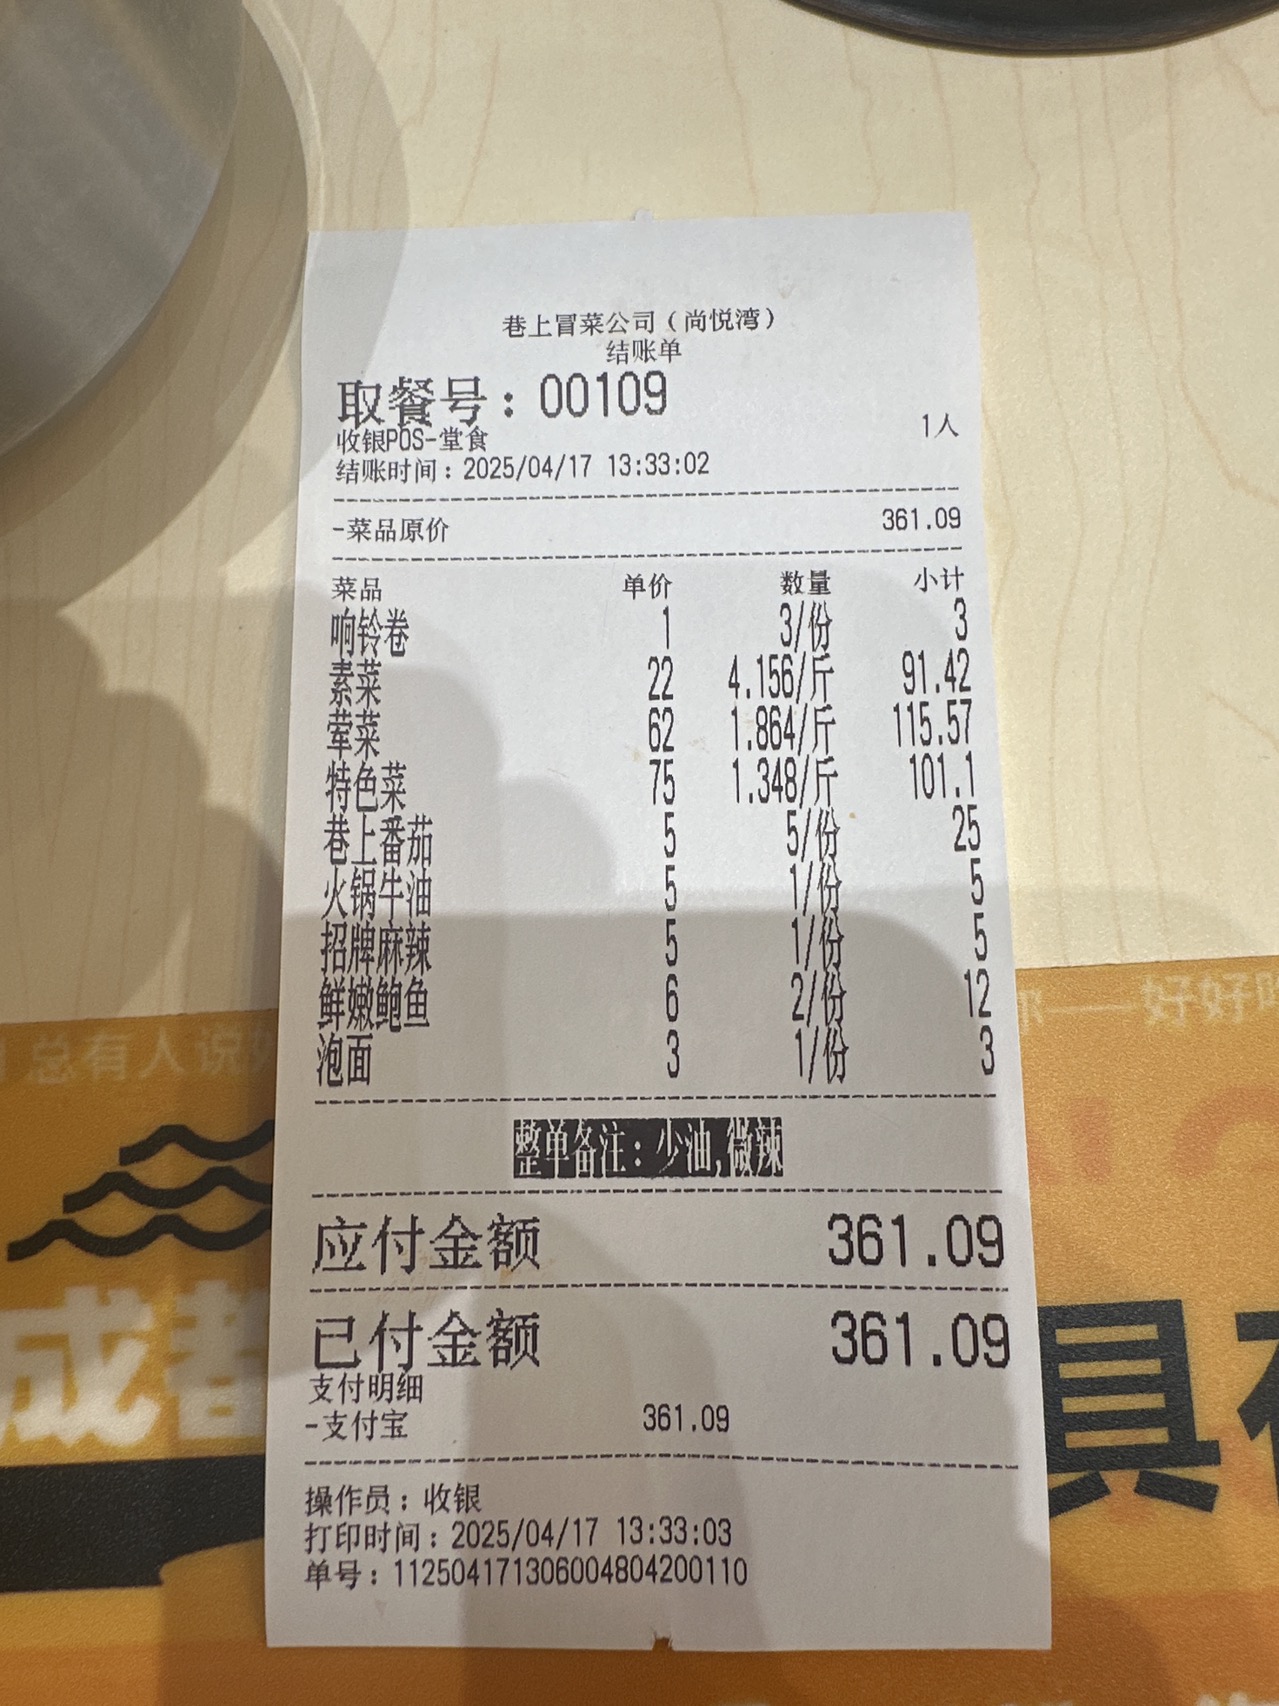 巷上冒菜公司（尚悦湾）
结账单
取餐号：00109
收银POS-堂食 1人
结账时间：2025/04/17 13:33:02
-菜品原价 361.09
菜品 单价 数量 小计
响铃卷 1 3/份 3
素菜 22 4.156/斤 91.42
荤菜 62 1.864/斤 115.57
特色菜 75 1.348/斤 101.1
巷上番茄 5 5/份 25
火锅牛油 5 1/份 5
招牌麻辣 5 1/份 5
鲜嫩鲍鱼 6 2/份 12
泡面 3 1/份 3
整单备注：少油,微辣
应付金额 361.09
已付金额 361.09
支付明细
-支付宝 361.09
操作员：收银
打印时间：2025/04/17 13:33:03
单号：112504171306004804200110
总有人说
——好好吃
成都
具有